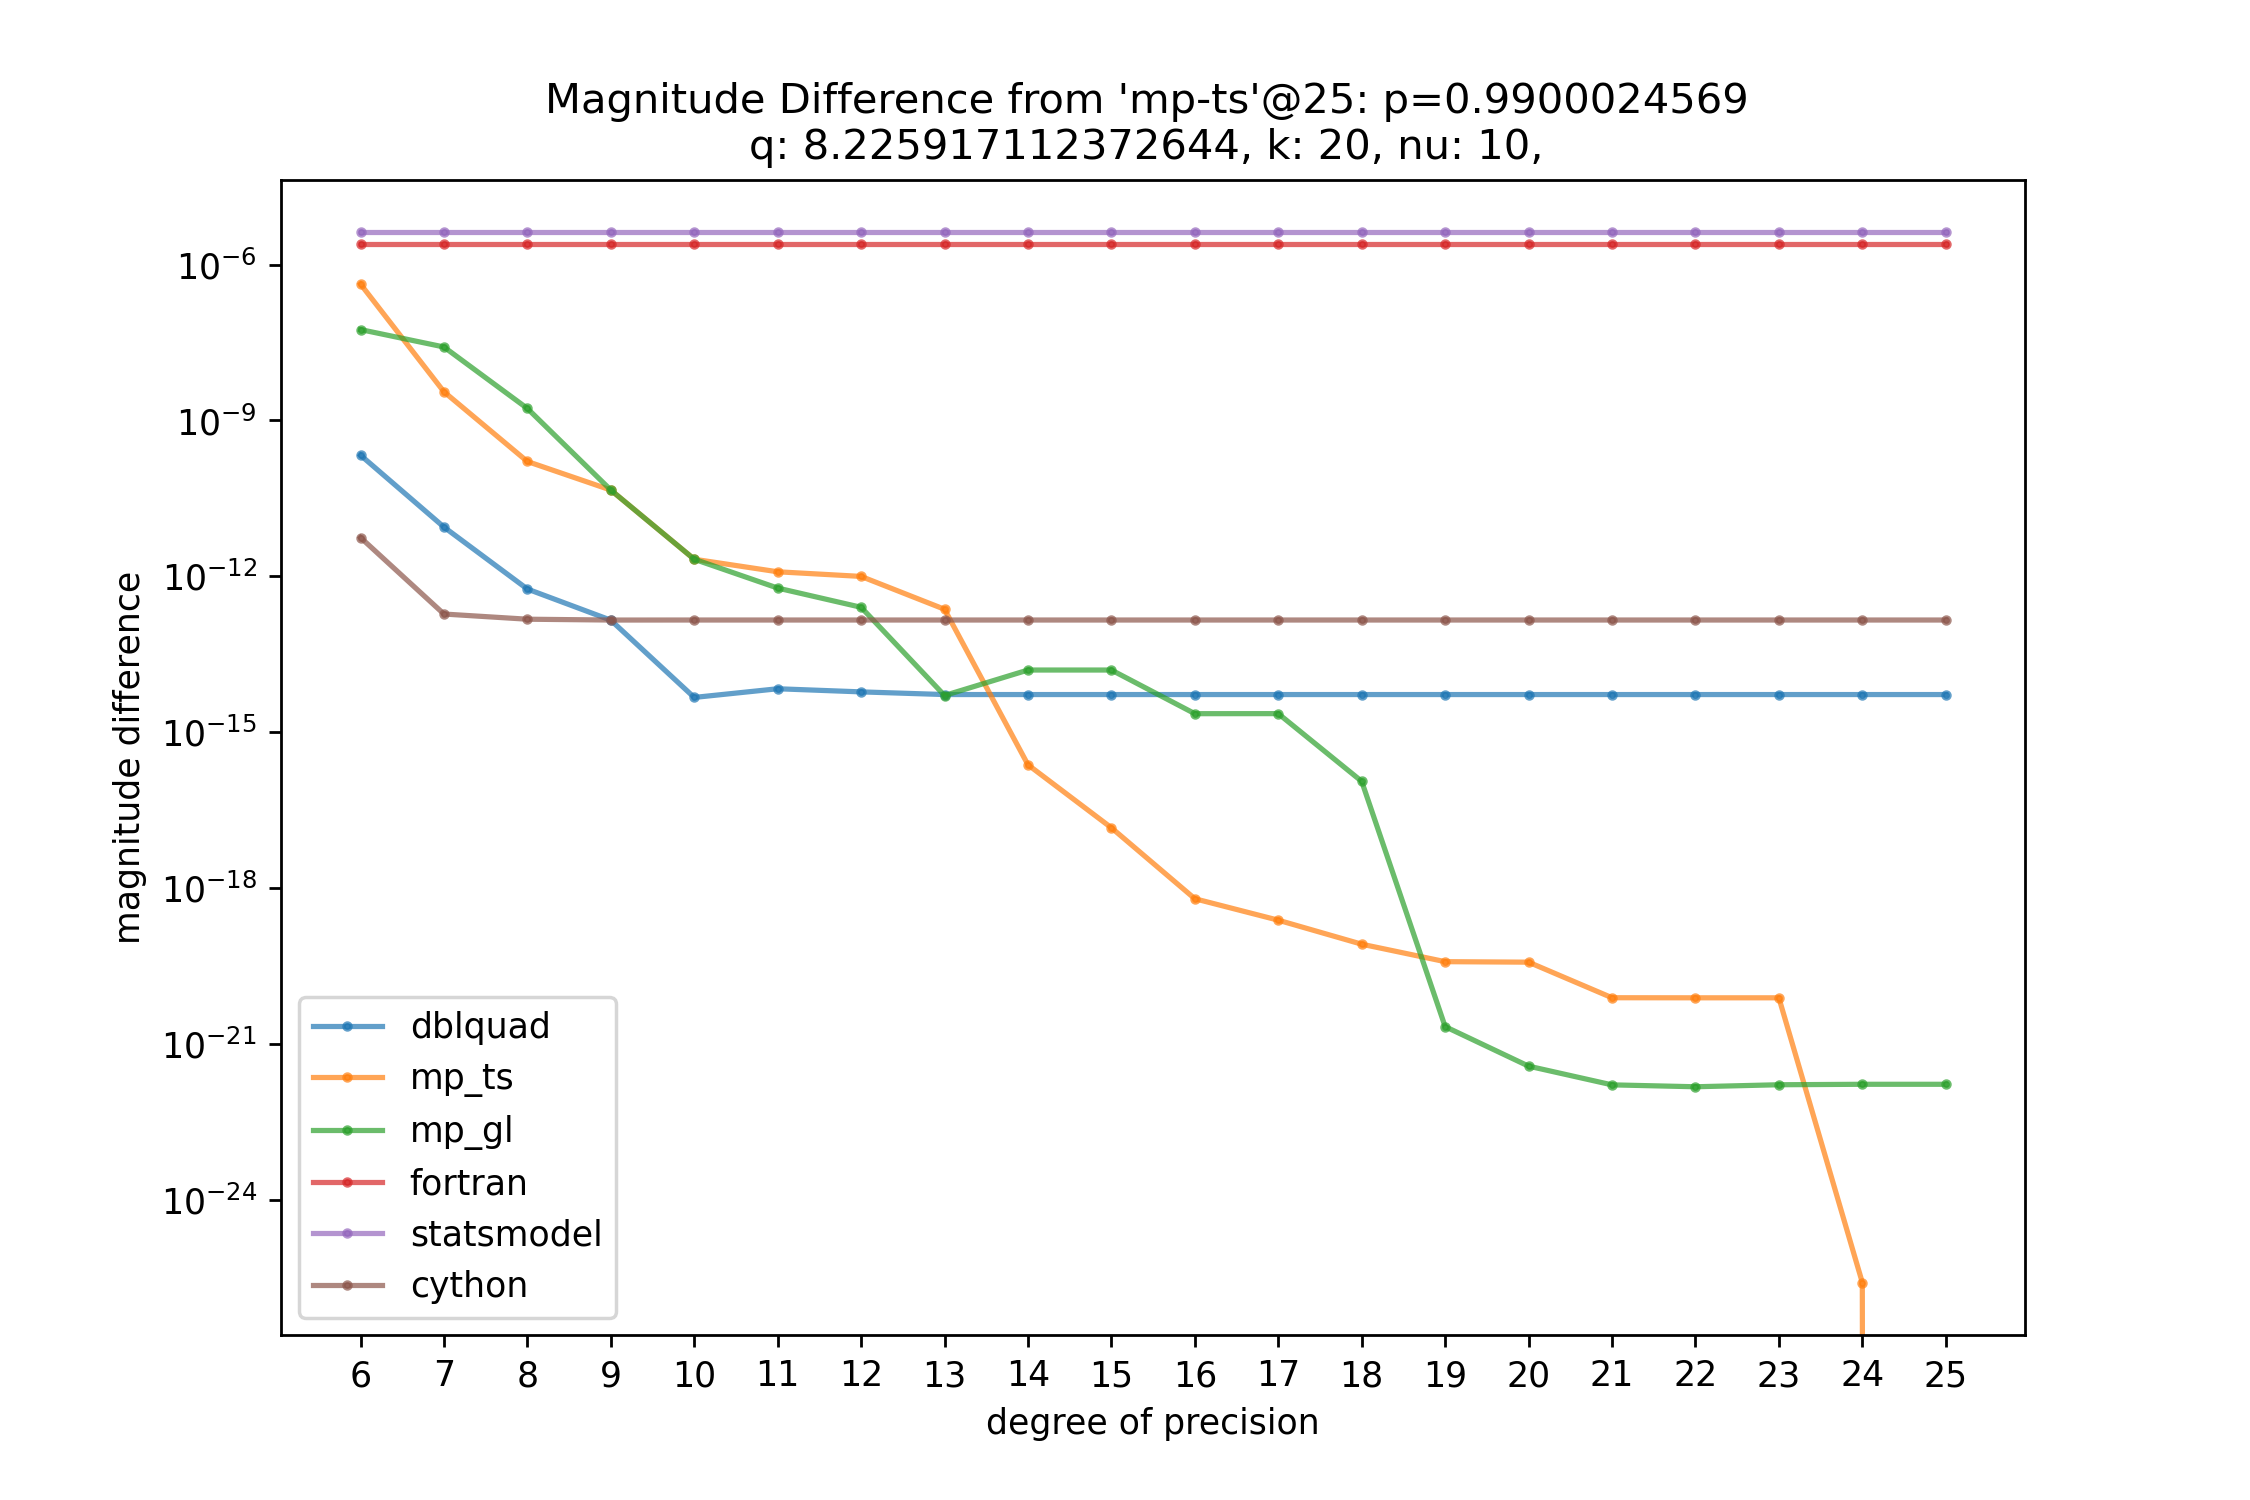 Magnitude Difference from 'mp-ts'@25: p=0.9900024569
q: 8.225917112372644, k: 20, nu: 10,
magnitude difference
10⁻⁶
10⁻⁹
10⁻¹²
10⁻¹⁵
10⁻¹⁸
10⁻²¹
10⁻²⁴
dblquad
mp_ts
mp_gl
fortran
statsmodel
cython
6 7 8 9 10 11 12 13 14 15 16 17 18 19 20 21 22 23 24 25
degree of precision